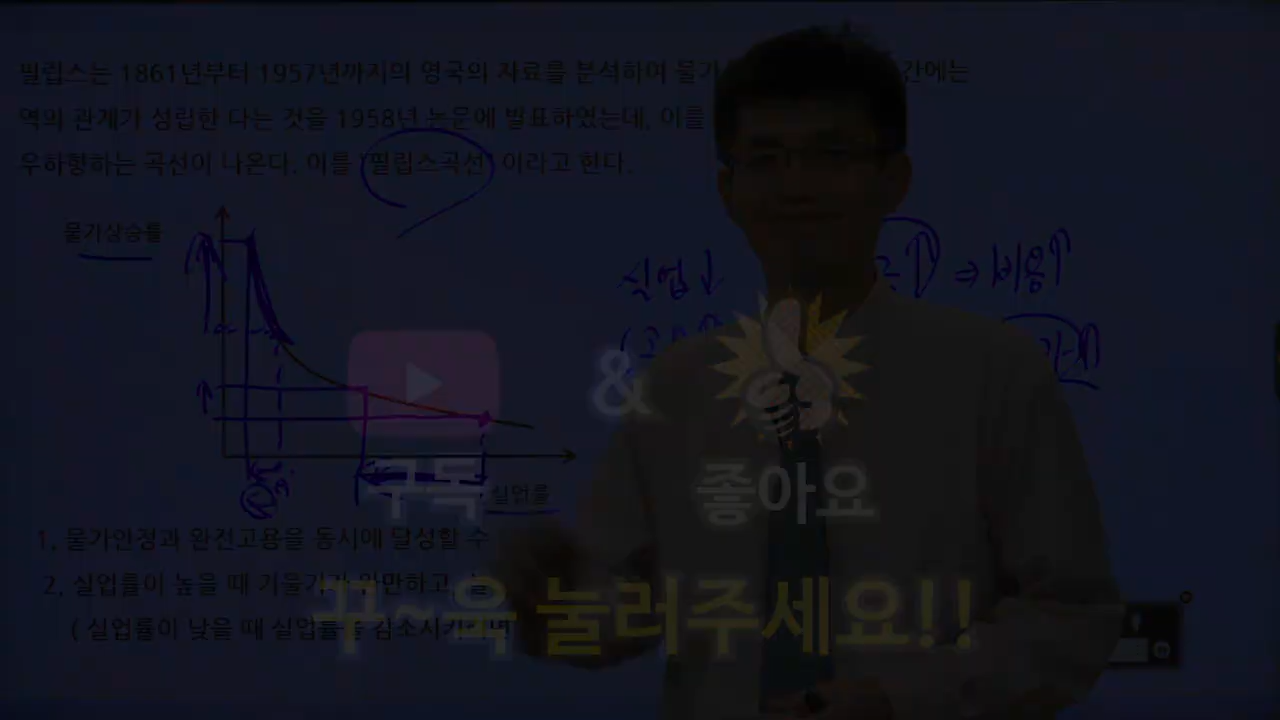 필립스는 1861년부터 1957년까지의 영국의 자료를 분석하여 물가 간에는
역의 관계가 성립한 다는 것을 1958년 논문에 발표하였는데, 이를
우하향하는 곡선이 나온다. 이를 '필립스곡선' 이라고 한다.
물가상승률
실업↓ ⇒ 비용↑
&
구독 좋아요
실업률
1. 물가안정과 완전고용을 동시에 달성할 수
2. 실업률이 높을 때 기울기가 완만하고,
( 실업률이 낮을 때 실업률을 감소시키려면
꾸~욱 눌러주세요!!